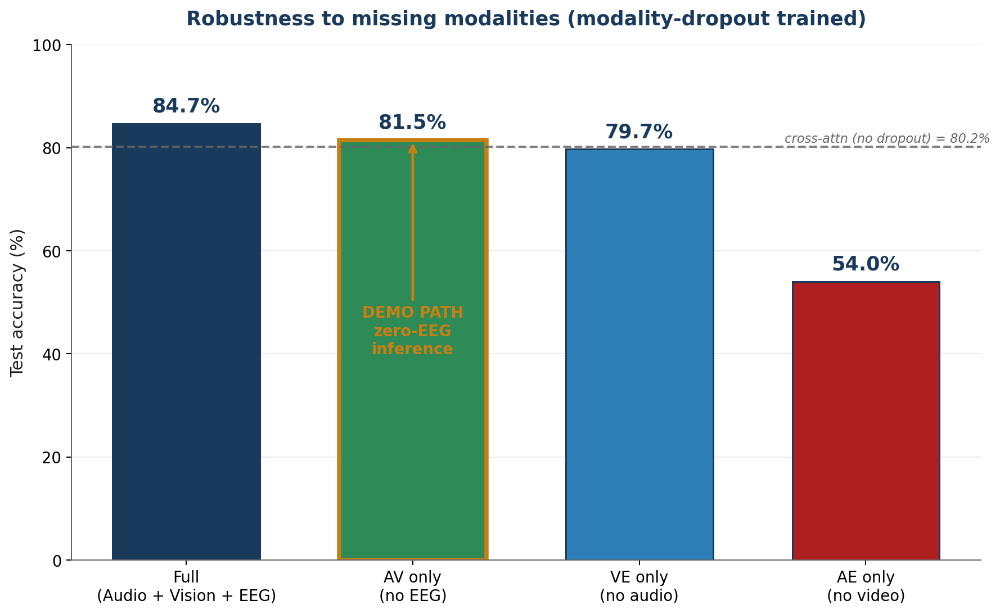 Robustness to missing modalities (modality-dropout trained)
Test accuracy (%)
100
80
60
40
20
0
84.7%
81.5%
79.7%
54.0%
cross-attn (no dropout) = 80.2%
DEMO PATH
zero-EEG
inference
Full
(Audio + Vision + EEG)
AV only
(no EEG)
VE only
(no audio)
AE only
(no video)